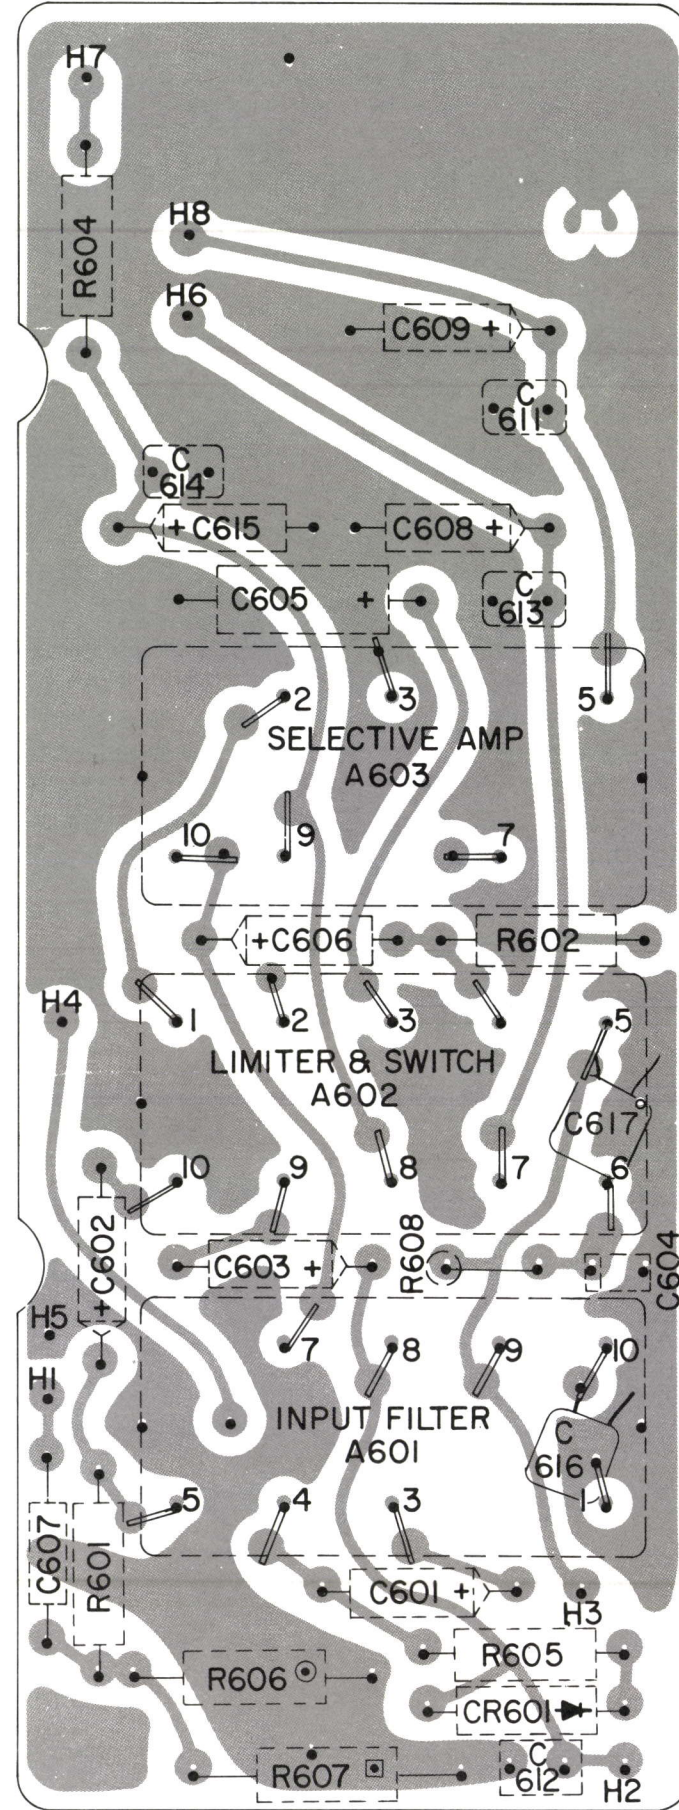 H7
R604
3
H8
H6
C609 +
C
611
C
614
+ C615
C608 +
C605 +
C
613
2 3 5
SELECTIVE AMP
A603
10 9 7
+C606
R602
H4
1 2 3 5
LIMITER & SWITCH
A602
C617
10 9 8 7 6
+C602
C603 +
R608
C604
H5
7 8 9 10
H1
INPUT FILTER
A601
C
616
5 4 3 1
C607
R601
C601 +
H3
R605
R606
CR601
R607
C
612
H2